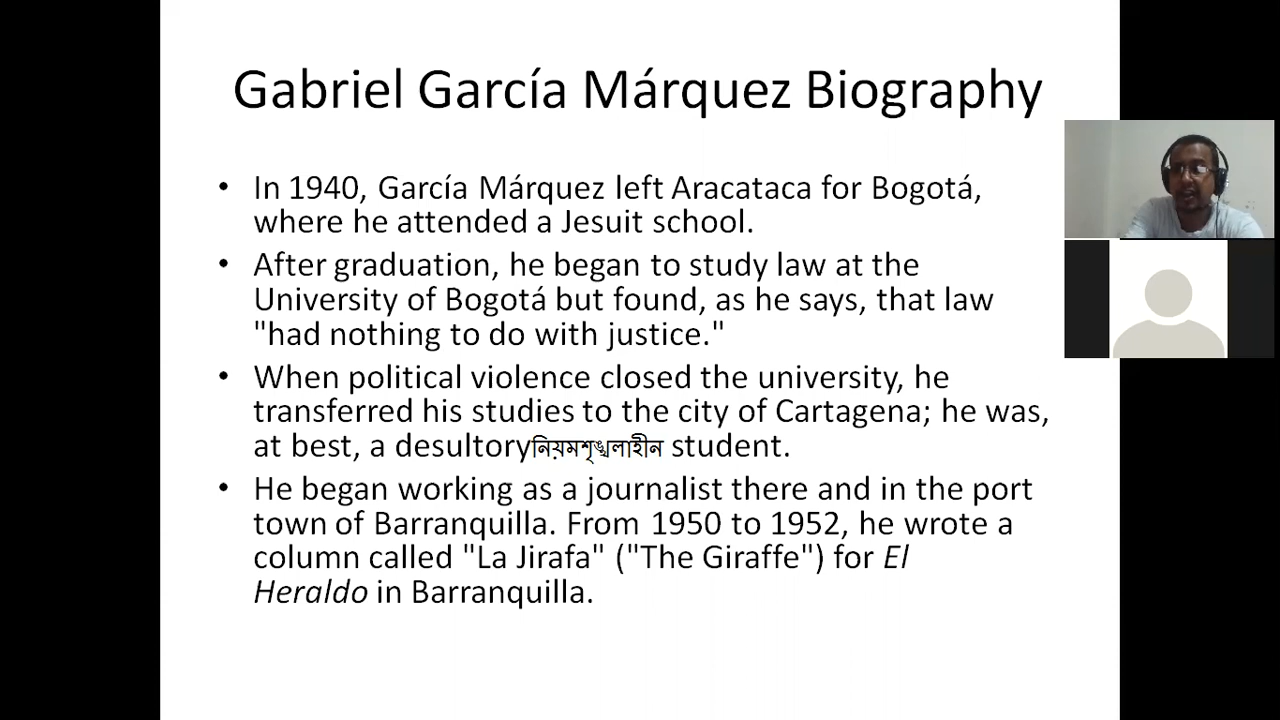 Gabriel García Márquez Biography
• In 1940, García Márquez left Aracataca for Bogotá,
where he attended a Jesuit school.
• After graduation, he began to study law at the
University of Bogotá but found, as he says, that law
"had nothing to do with justice."
• When political violence closed the university, he
transferred his studies to the city of Cartagena; he was,
at best, a desultoryনিয়মশৃঙ্খলাহীন student.
• He began working as a journalist there and in the port
town of Barranquilla. From 1950 to 1952, he wrote a
column called "La Jirafa" ("The Giraffe") for El
Heraldo in Barranquilla.